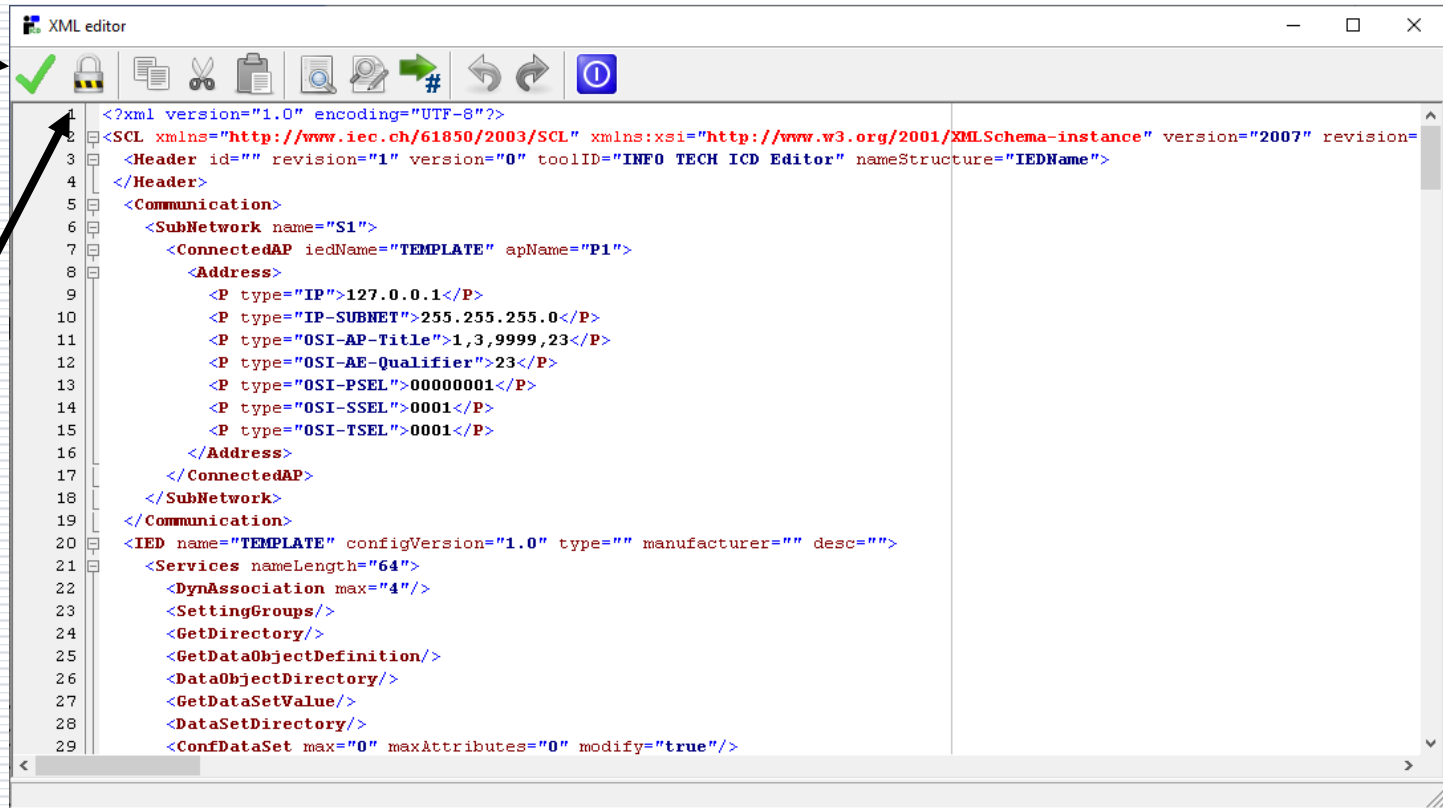 XML editor
1 <?xml version="1.0" encoding="UTF-8"?>
2 <SCL xmlns="http://www.iec.ch/61850/2003/SCL" xmlns:xsi="http://www.w3.org/2001/XMLSchema-instance" version="2007" revision=
3 <Header id="" revision="1" version="0" toolID="INFO TECH ICD Editor" nameStructure="IEDName">
4 </Header>
5 <Communication>
6 <SubNetwork name="S1">
7 <ConnectedAP iedName="TEMPLATE" apName="P1">
8 <Address>
9 <P type="IP">127.0.0.1</P>
10 <P type="IP-SUBNET">255.255.255.0</P>
11 <P type="OSI-AP-Title">1,3,9999,23</P>
12 <P type="OSI-AE-Qualifier">23</P>
13 <P type="OSI-PSEL">00000001</P>
14 <P type="OSI-SSEL">0001</P>
15 <P type="OSI-TSEL">0001</P>
16 </Address>
17 </ConnectedAP>
18 </SubNetwork>
19 </Communication>
20 <IED name="TEMPLATE" configVersion="1.0" type="" manufacturer="" desc="">
21 <Services nameLength="64">
22 <DynAssociation max="4"/>
23 <SettingGroups/>
24 <GetDirectory/>
25 <GetDataObjectDefinition/>
26 <DataObjectDirectory/>
27 <GetDataSetValue/>
28 <DataSetDirectory/>
29 <ConfDataSet max="0" maxAttributes="0" modify="true"/>